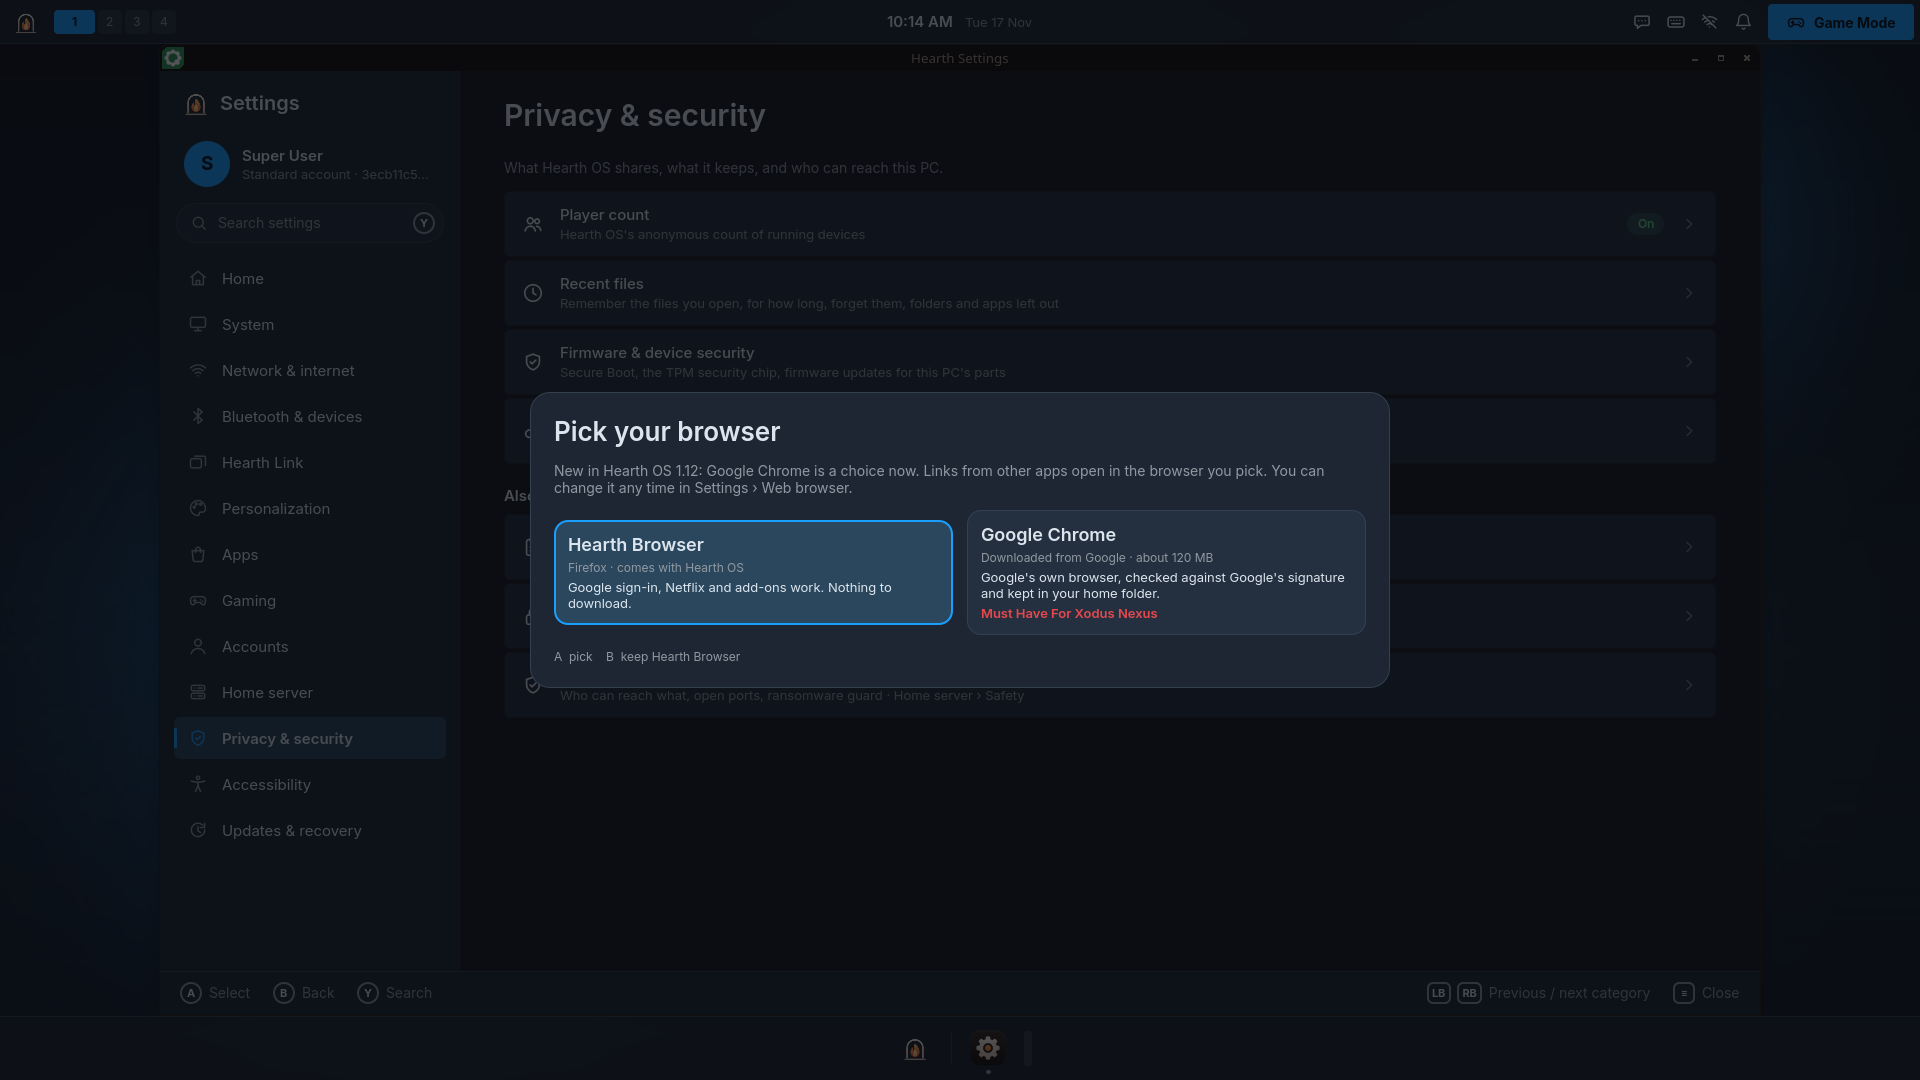 1 2 3 4
10:14 AM Tue 17 Nov
Game Mode
Hearth Settings
Settings
S
Super User
Standard account · 3ecb11c5...
Search settings Y
Home
System
Network & internet
Bluetooth & devices
Hearth Link
Personalization
Apps
Gaming
Accounts
Home server
Privacy & security
Accessibility
Updates & recovery
Privacy & security
What Hearth OS shares, what it keeps, and who can reach this PC.
Player count
Hearth OS's anonymous count of running devices
On
Recent files
Remember the files you open, for how long, forget them, folders and apps left out
Firmware & device security
Secure Boot, the TPM security chip, firmware updates for this PC's parts
Pick your browser
New in Hearth OS 1.12: Google Chrome is a choice now. Links from other apps open in the browser you pick. You can
change it any time in Settings › Web browser.
Hearth Browser
Firefox · comes with Hearth OS
Google sign-in, Netflix and add-ons work. Nothing to
download.
Google Chrome
Downloaded from Google · about 120 MB
Google's own browser, checked against Google's signature
and kept in your home folder.
Must Have For Xodus Nexus
A pick B keep Hearth Browser
Who can reach what, open ports, ransomware guard · Home server › Safety
A Select B Back Y Search
LB RB Previous / next category ≡ Close